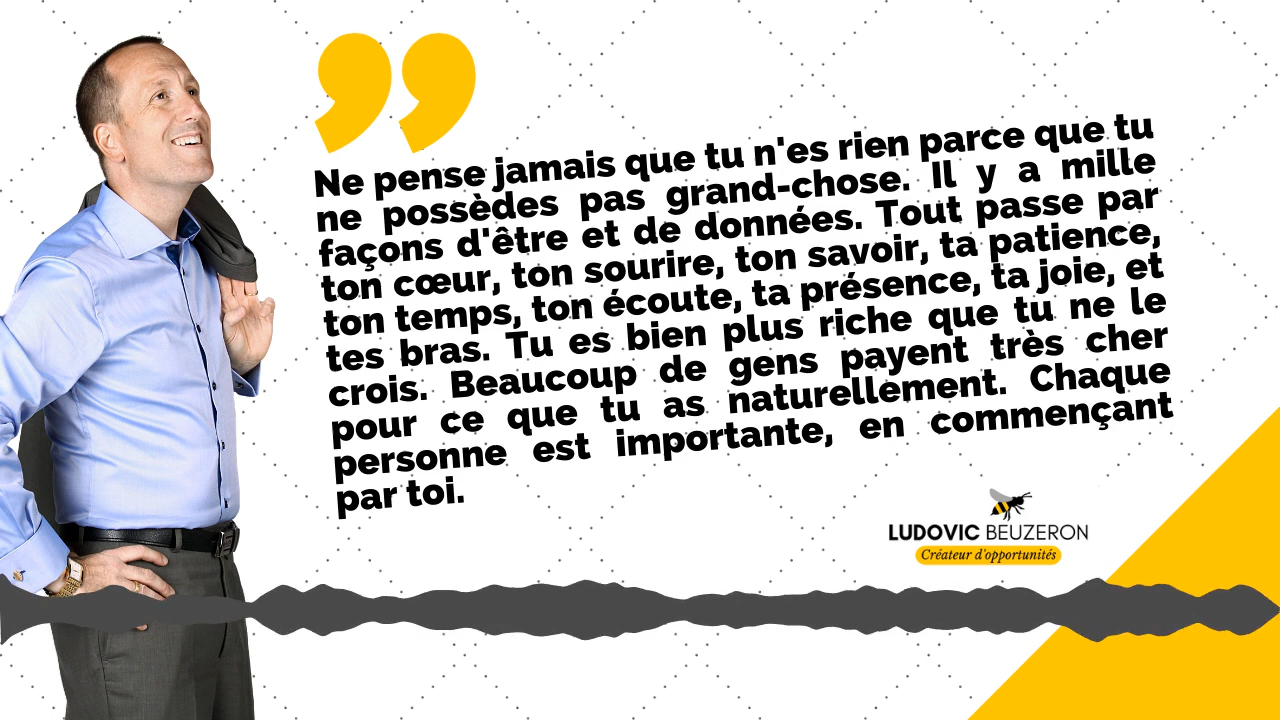 Ne pense jamais que tu n'es rien parce que tu
ne possèdes pas grand-chose. Il y a mille
façons d'être et de données. Tout passe par
ton cœur, ton sourire, ton savoir, ta patience,
ton temps, ton écoute, ta présence, ta joie, et
tes bras. Tu es bien plus riche que tu ne le
crois. Beaucoup de gens payent très cher
pour ce que tu as naturellement. Chaque
personne est importante, en commençant
par toi.
LUDOVIC BEUZERON
Créateur d'opportunités